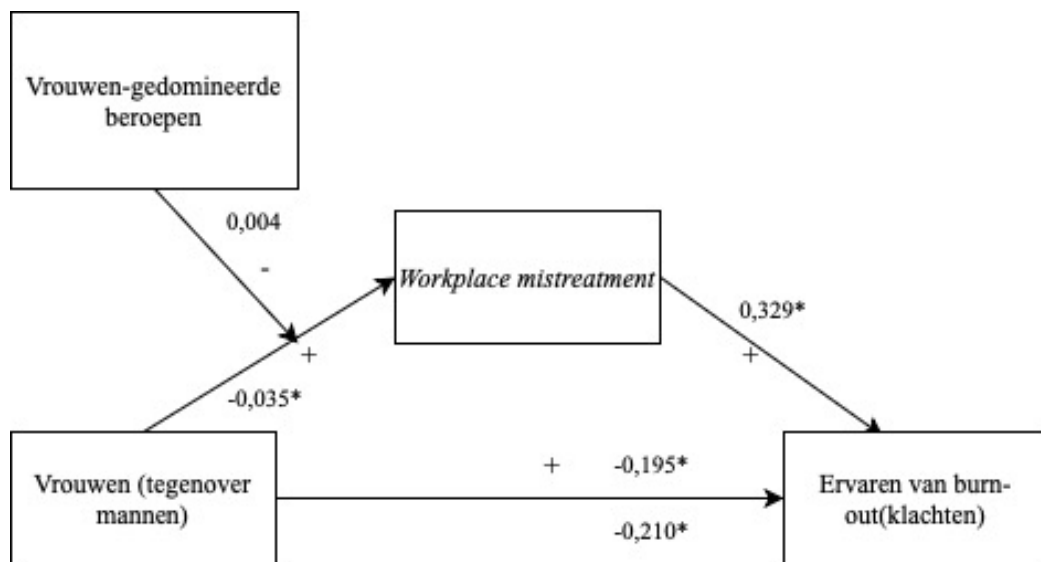 Vrouwen-gedomineerde
beroepen
0,004
-
Workplace mistreatment
0,329*
+
+
-0,035*
Vrouwen (tegenover
mannen)
+ -0,195*
-0,210*
Ervaren van burn-
out(klachten)